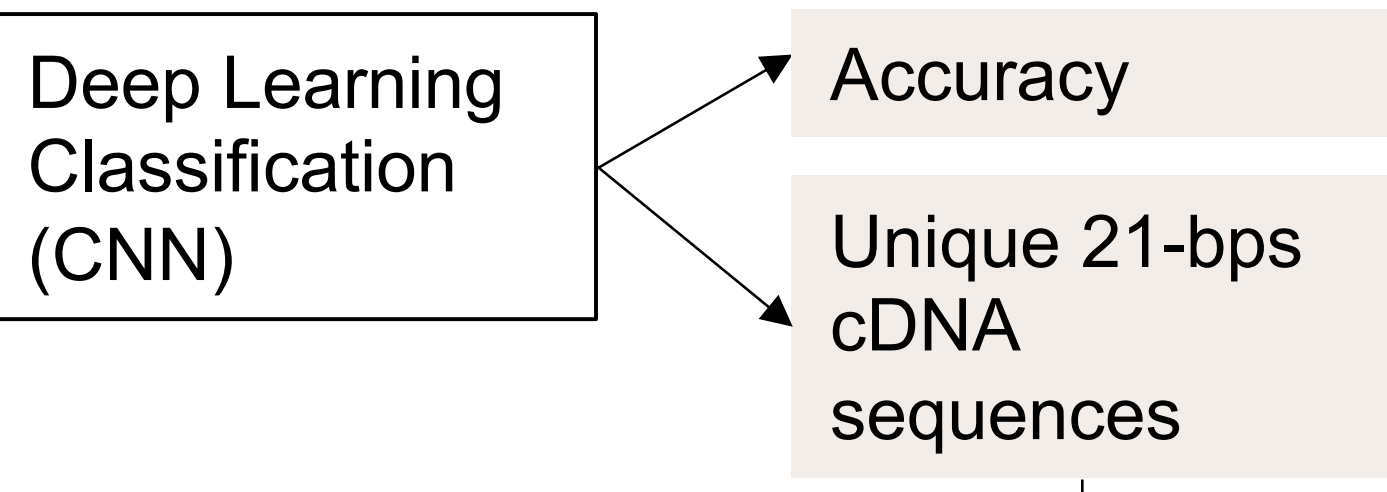 Deep Learning
Classification
(CNN)
Accuracy
Unique 21-bps
cDNA
sequences